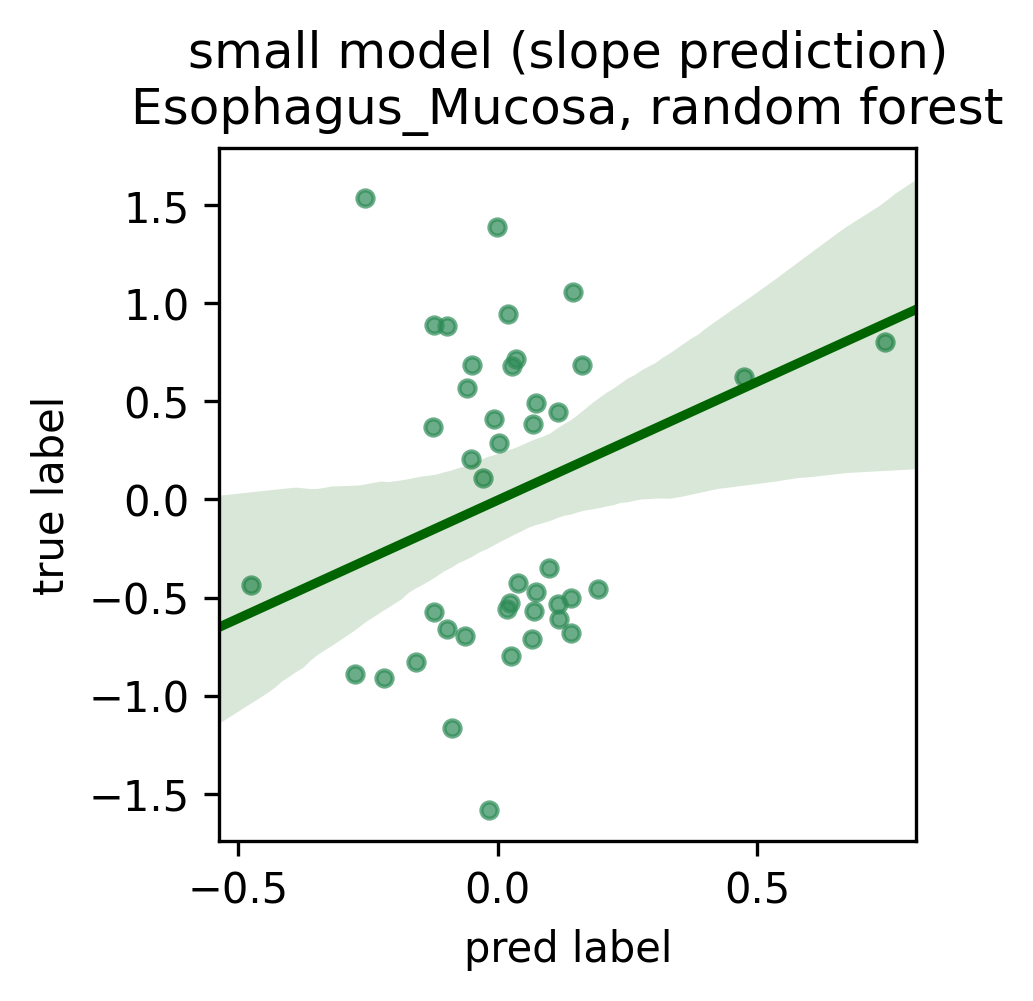 small model (slope prediction)
Esophagus_Mucosa, random forest
1.5
1.0
0.5
0.0
−0.5
−1.0
−1.5
true label
−0.5
0.0
0.5
pred label